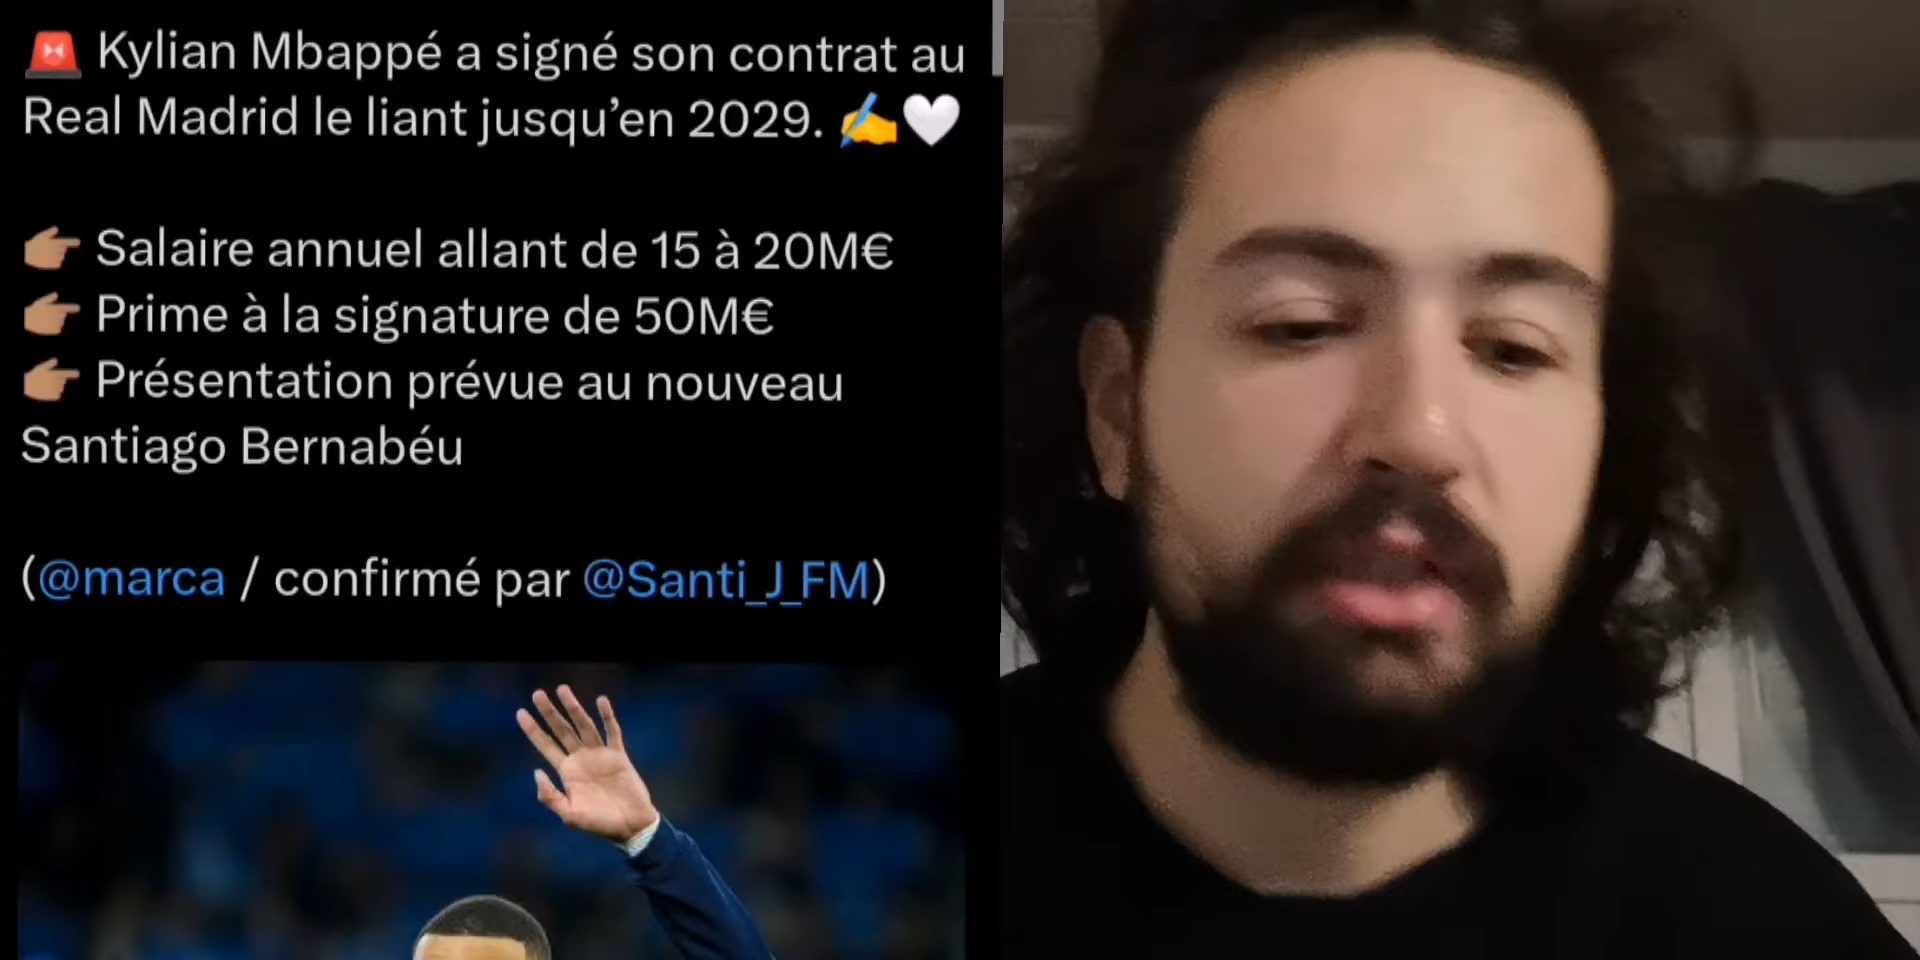 🚨 Kylian Mbappé a signé son contrat au
Real Madrid le liant jusqu’en 2029. ✍️🤍
👉🏽 Salaire annuel allant de 15 à 20M€
👉🏽 Prime à la signature de 50M€
👉🏽 Présentation prévue au nouveau
Santiago Bernabéu
(@marca / confirmé par @Santi_J_FM)